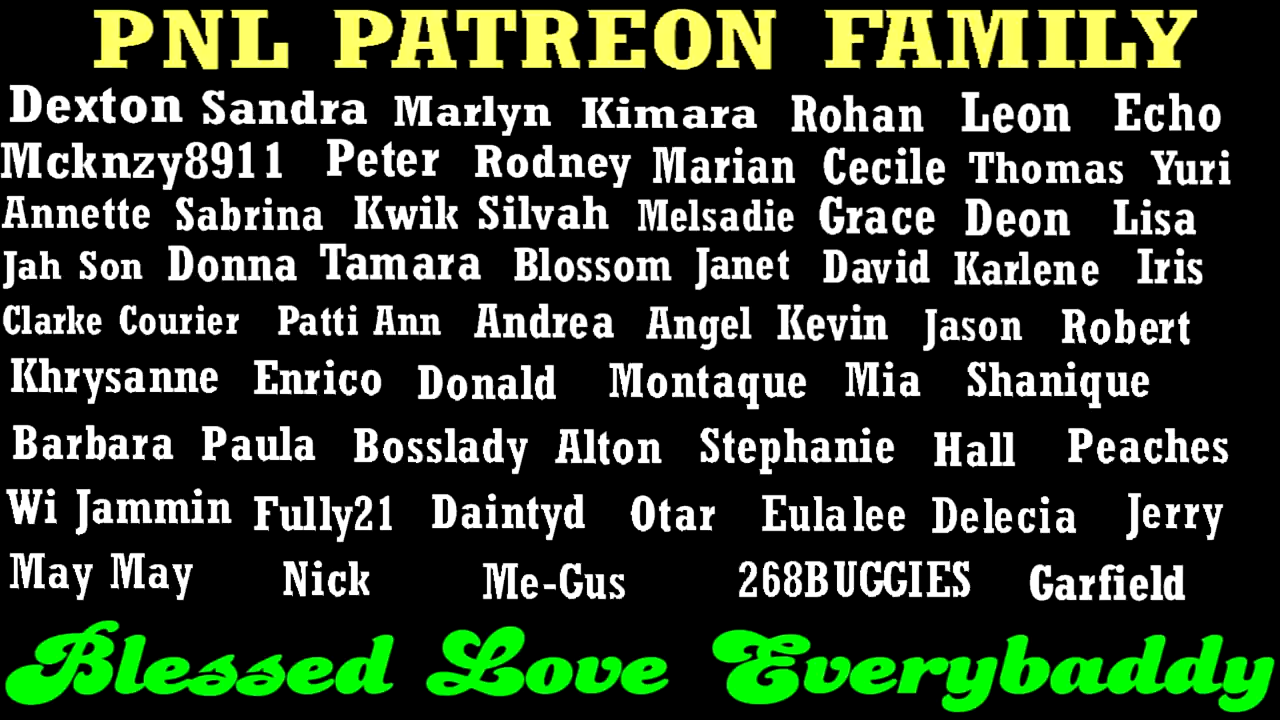 PNL PATREON FAMILY
Dexton Sandra Marlyn Kimara Rohan Leon Echo
Mcknzy8911 Peter Rodney Marian Cecile Thomas Yuri
Annette Sabrina Kwik Silvah Melsadie Grace Deon Lisa
Jah Son Donna Tamara Blossom Janet David Karlene Iris
Clarke Courier Patti Ann Andrea Angel Kevin Jason Robert
Khrysanne Enrico Donald Montaque Mia Shanique
Barbara Paula Bosslady Alton Stephanie Hall Peaches
Wi Jammin Fully21 Daintyd Otar Eulalee Delecia Jerry
May May Nick Me-Gus 268BUGGIES Garfield
Blessed Love Everybaddy